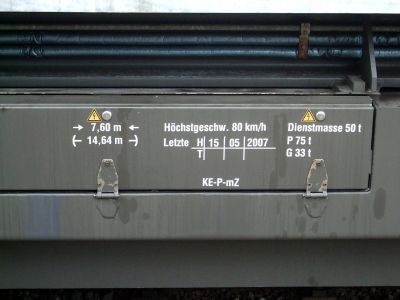 → 7,60 m ←
(– 14,64 m –)
Höchstgeschw. 80 km/h
Letzte H | 15 | 05 | 2007
T
KE-P-mZ
Dienstmasse 50 t
P 75 t
G 33 t